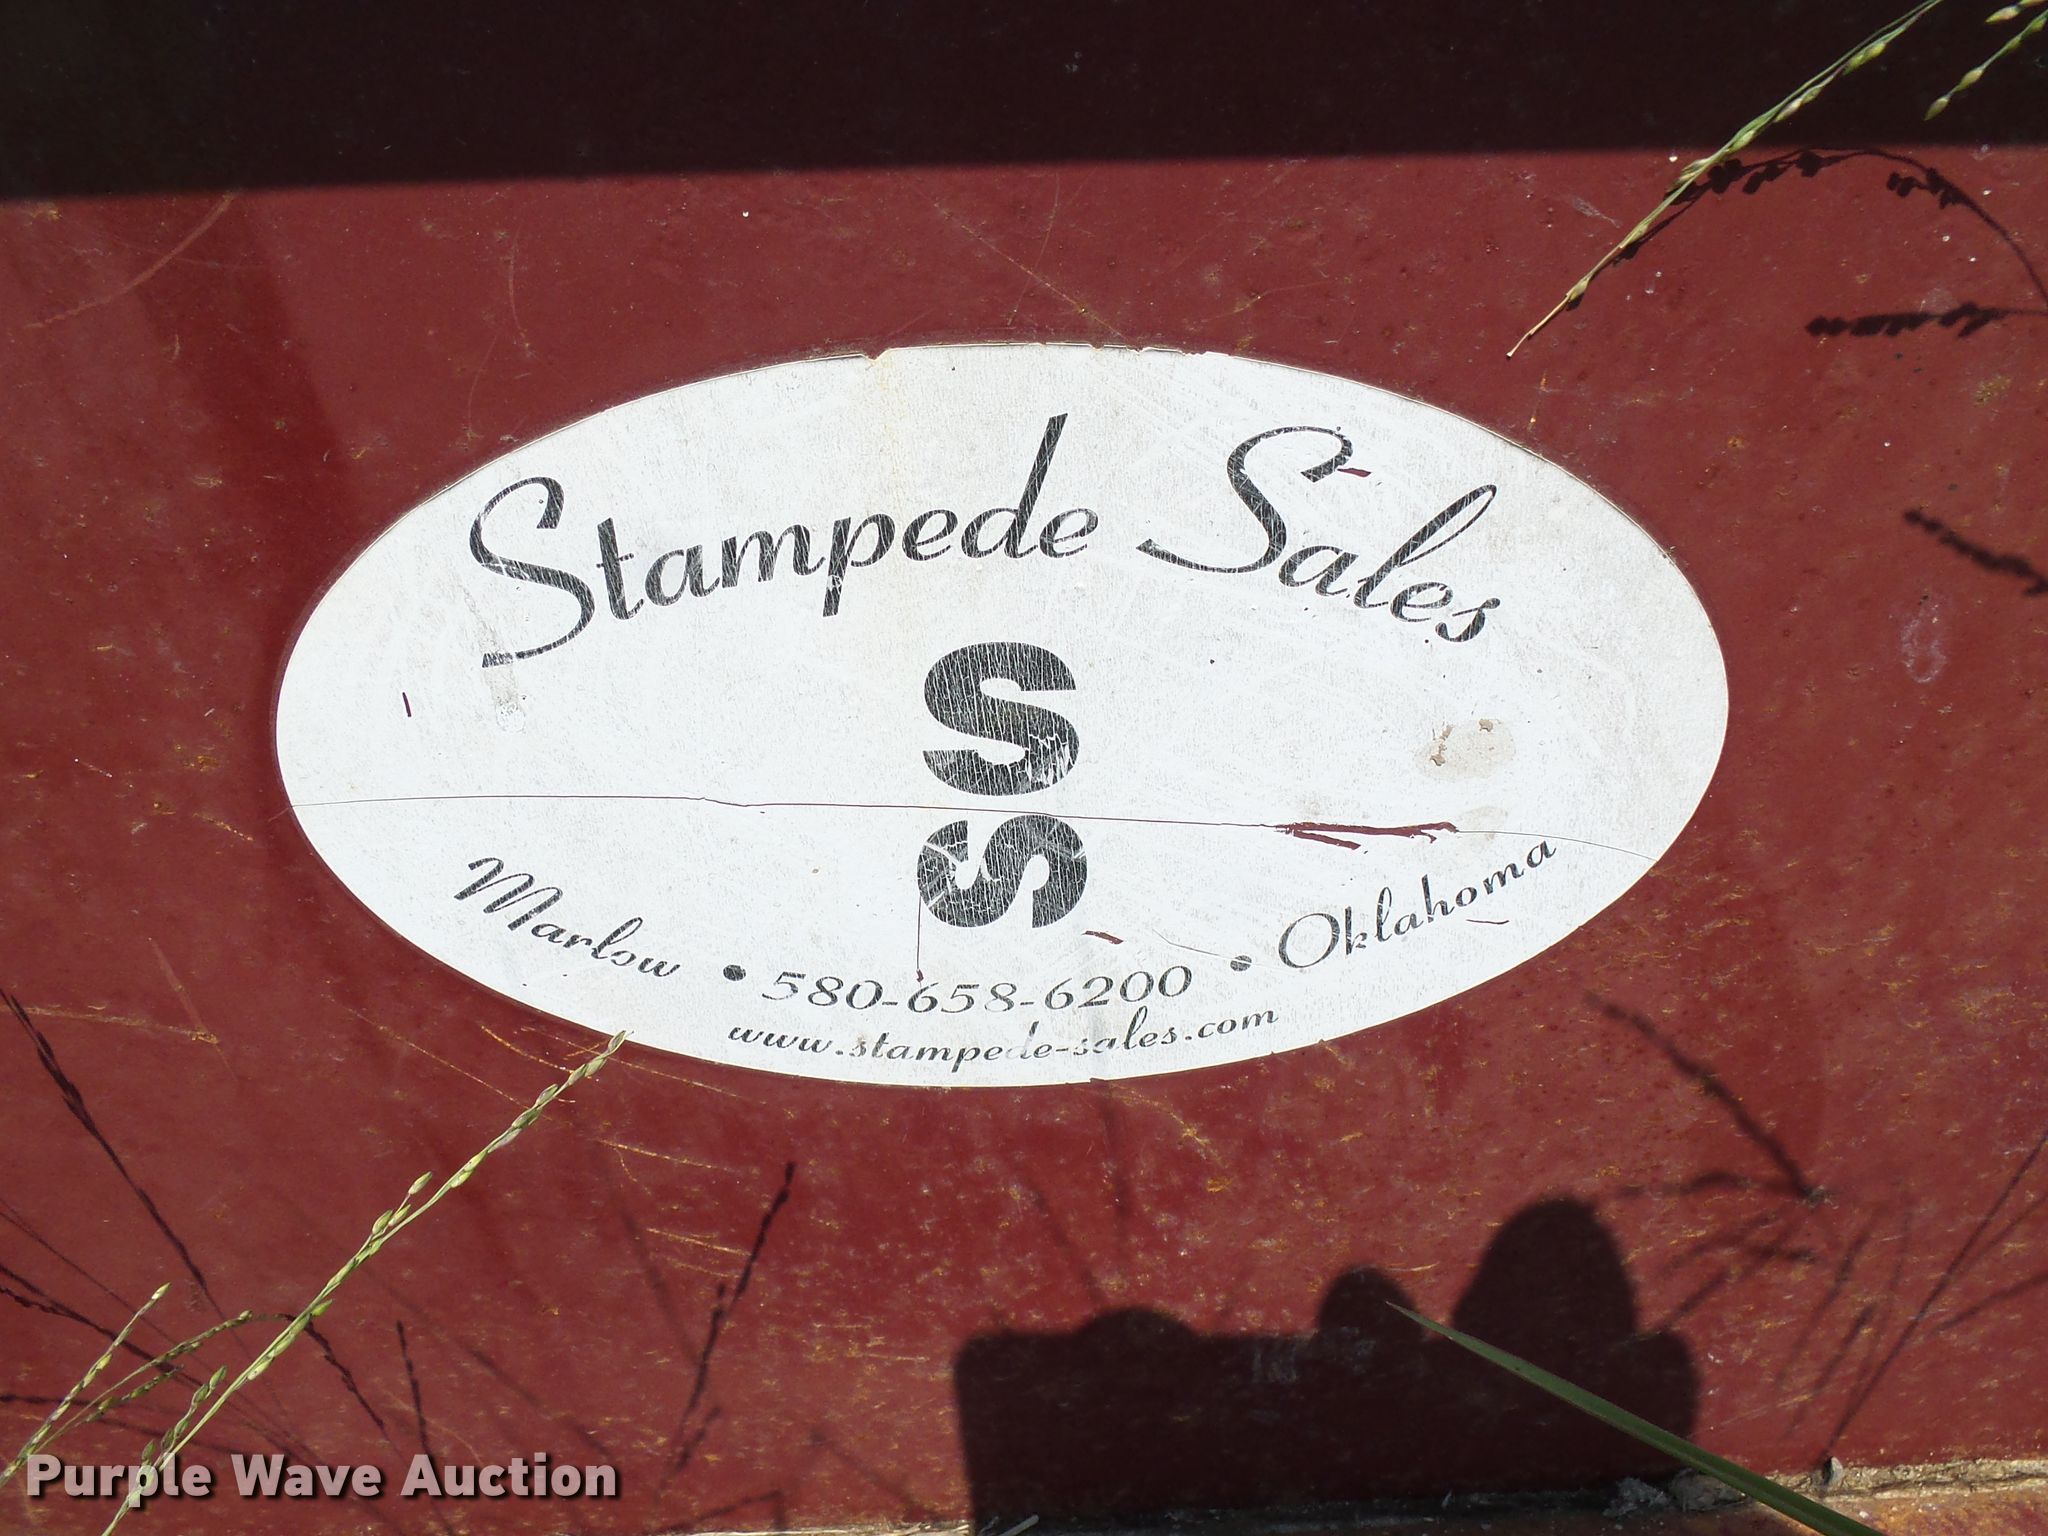 Stampede Sales
S
S
Marlow • 580-658-6200 • Oklahoma
www.stampede-sales.com
Purple Wave Auction